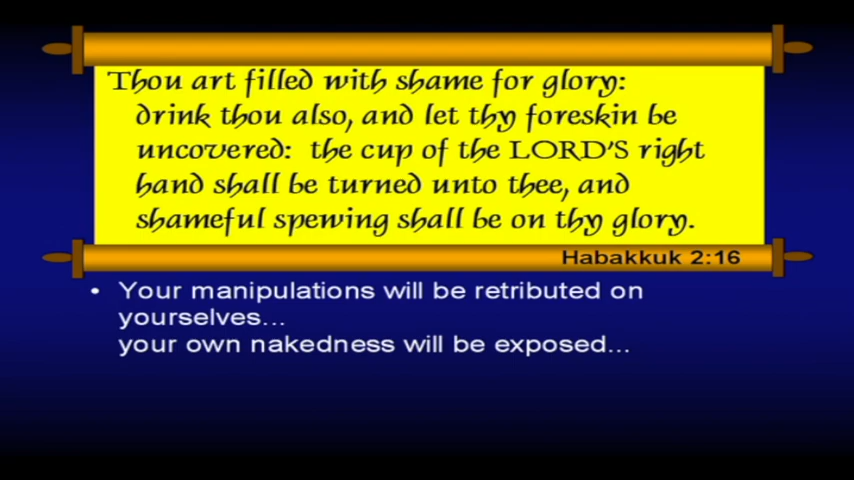 Thou art filled with shame for glory:
drink thou also, and let thy foreskin be
uncovered: the cup of the LORD'S right
hand shall be turned unto thee, and
shameful spewing shall be on thy glory.
Habakkuk 2:16
• Your manipulations will be retributed on
yourselves...
your own nakedness will be exposed...